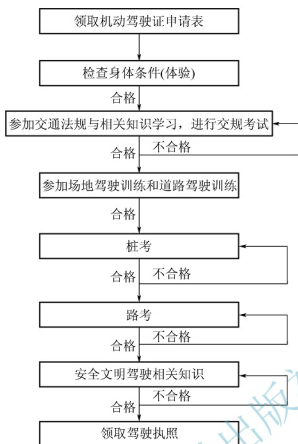 领取机动驾驶证申请表
检查身体条件(体验)
合格
参加交通法规与相关知识学习，进行交规考试
合格
不合格
参加场地驾驶训练和道路驾驶训练
合格
桩考
合格
不合格
路考
合格
不合格
安全文明驾驶相关知识
合格
不合格
领取驾驶执照
出版